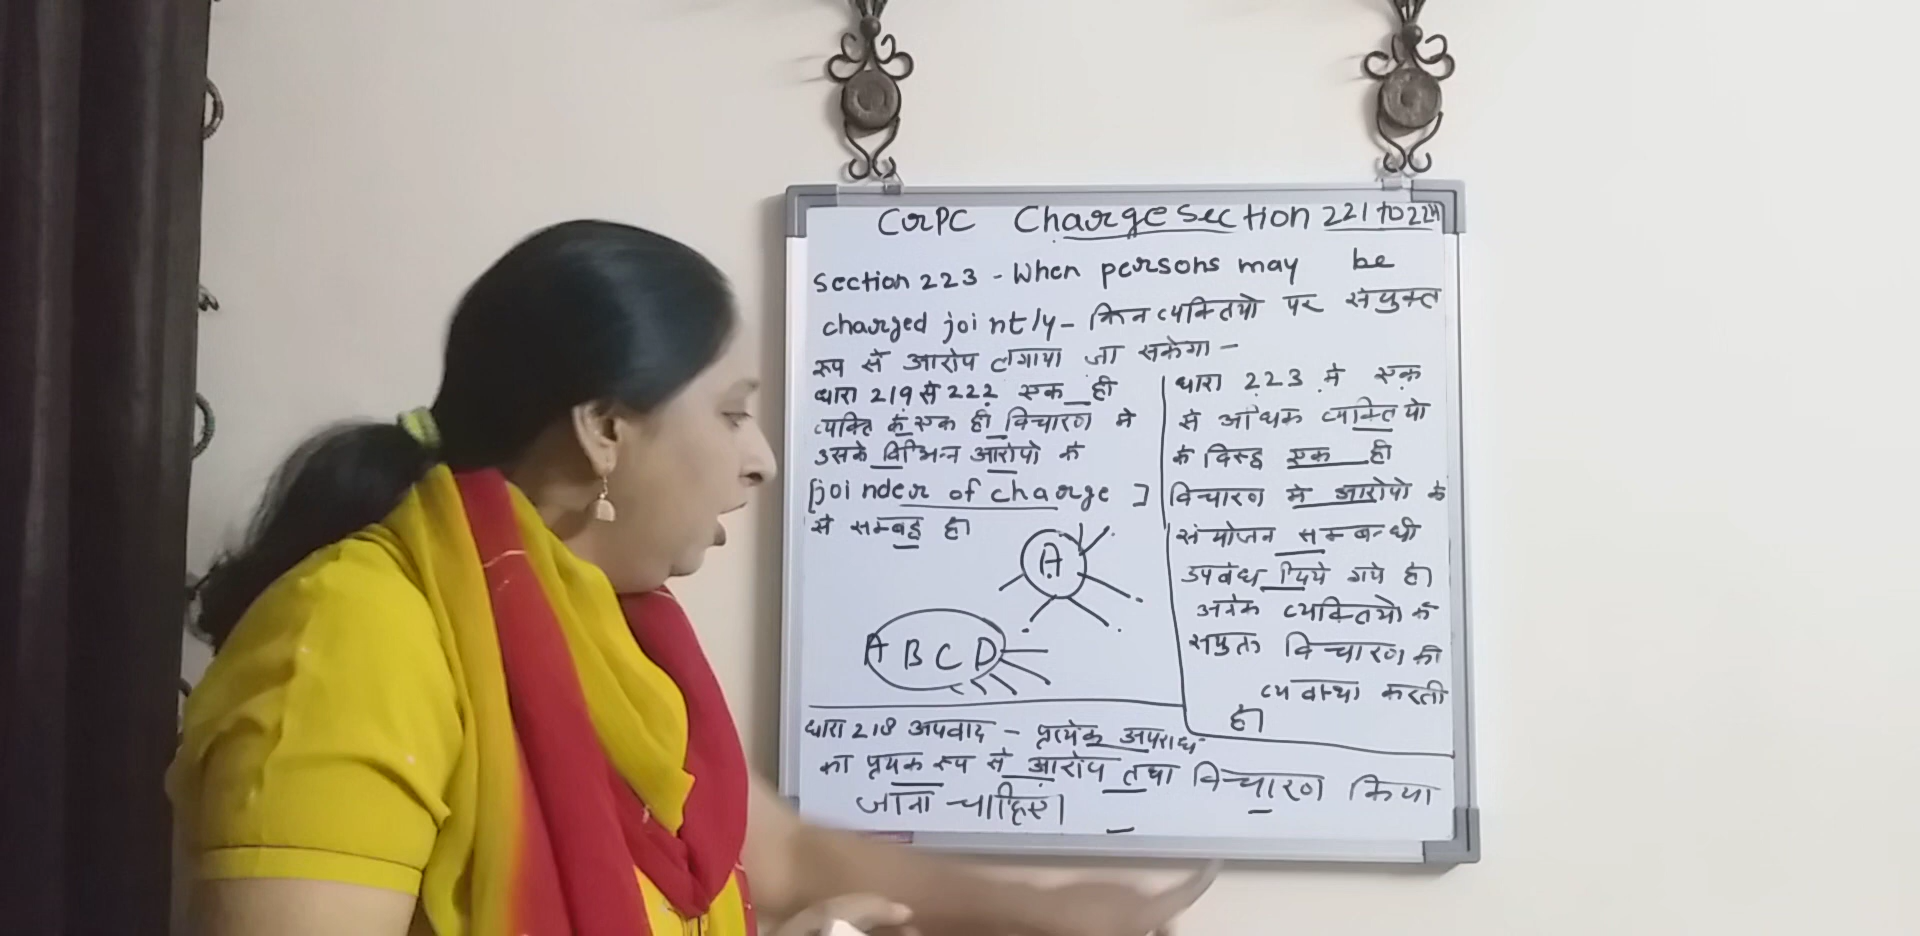 CrPC Charge Section 221 to 224
Section 223 - When persons may be
charged jointly - किन व्यक्तियो पर संयुक्त
रूप से आरोप लगाया जा सकेगा -
धारा 219 से 222 एक ही
व्यक्ति के एक ही विचारण मे
उसके विभिन्न आरोपो के
[joinder of charge]
से सम्बद्ध है।
A
A B C D
धारा 223 मे एक
से अधिक व्यक्तियो
के विरुद्ध एक ही
विचारण मे आरोपो के
संयोजन सम्बन्धी
उपबंध दिये गये है।
अनेक व्यक्तियो के
सयुक्त विचारण की
व्यवस्था करती
है।
धारा 218 अपवाद - प्रत्येक अपराध
का प्रथक रूप से आरोप तथा विचारण किया
जाना चाहिए।